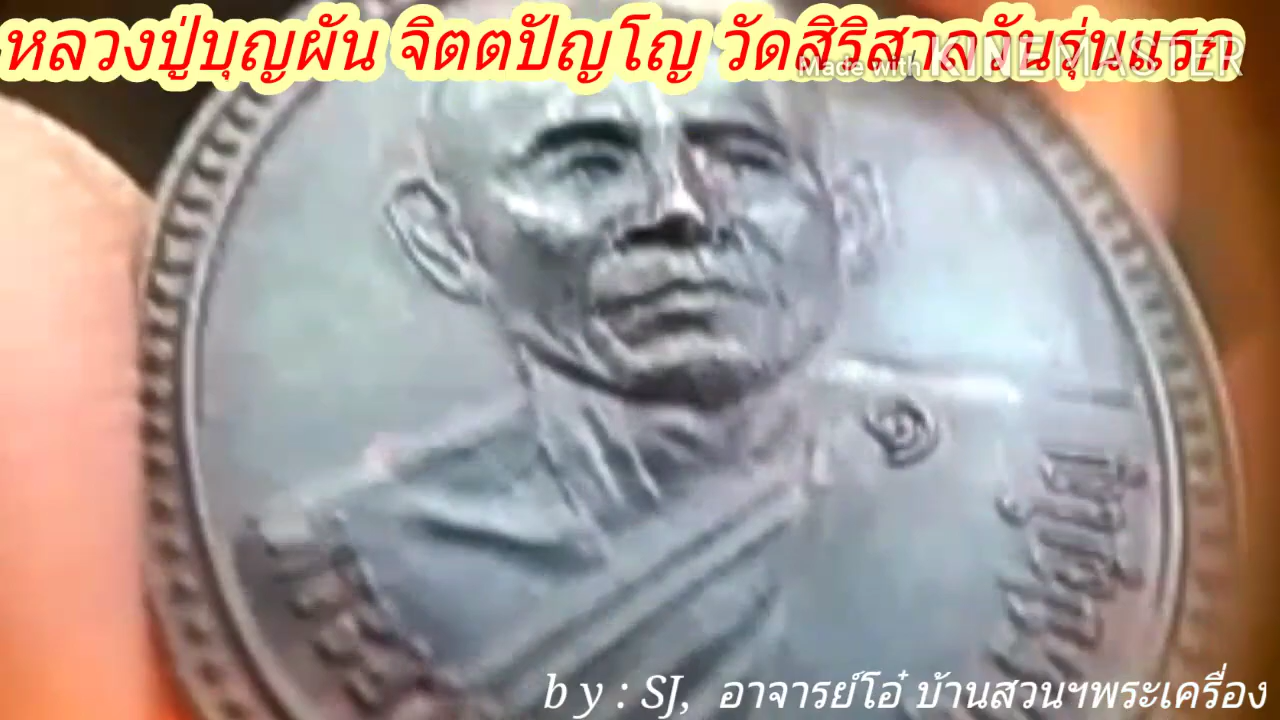 หลวงปู่บุญผัน จิตตปัญโญ วัดสิริสาลวันรุ่นแรก
Made with KINEMASTER
๑
by : SJ, อาจารย์โอ๋ บ้านสวนฯพระเครื่อง